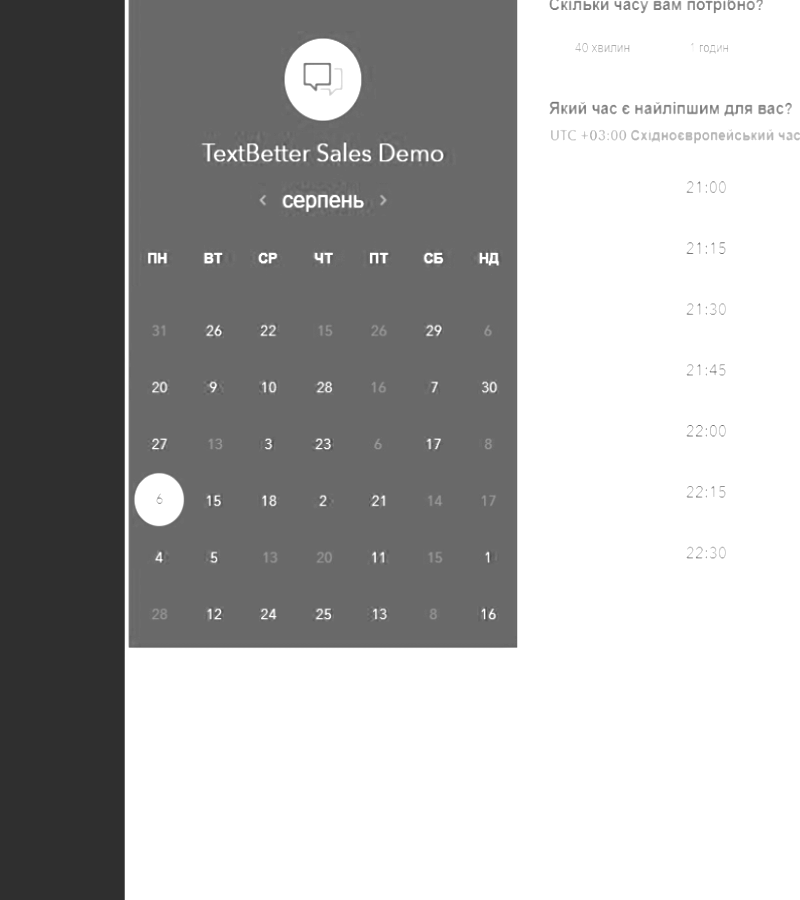 TextBetter Sales Demo
‹ серпень ›
ПН ВТ СР ЧТ ПТ СБ НД
31 26 22 15 26 29 6
20 9 10 28 16 7 30
27 13 3 23 6 17 8
6 15 18 2 21 14 17
4 5 13 20 11 15 1
28 12 24 25 13 8 16
Скільки часу вам потрібно?
40 хвилин 1 годин
Який час є найліпшим для вас?
UTC +03:00 Східноєвропейський час
21:00
21:15
21:30
21:45
22:00
22:15
22:30